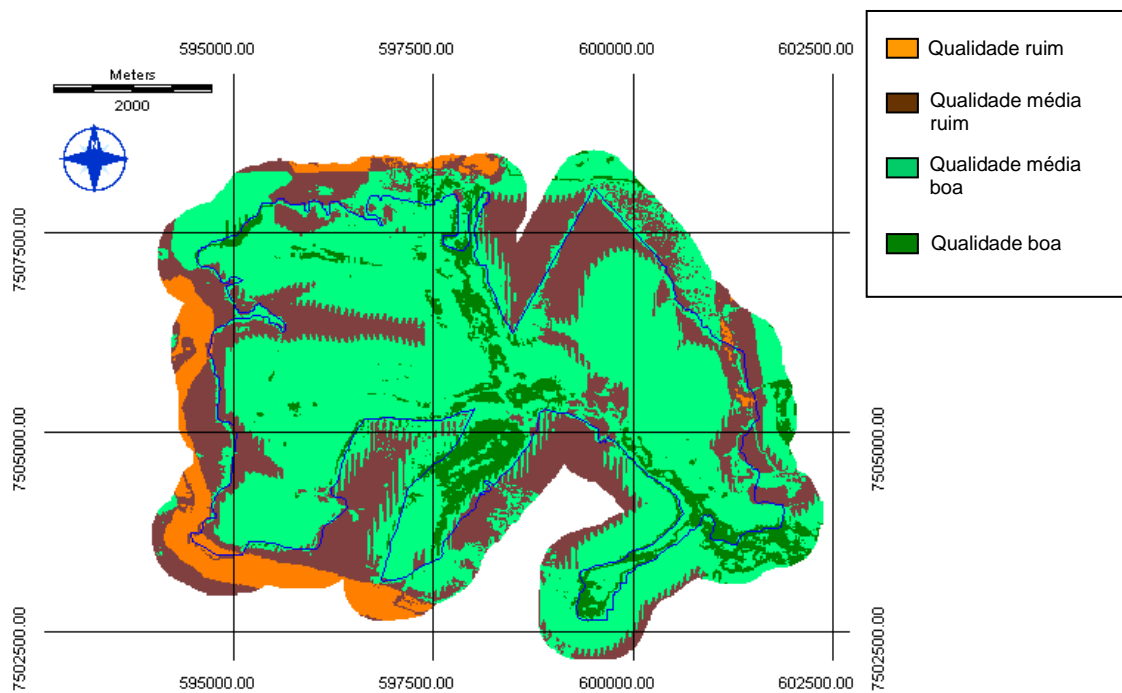 595000.00 597500.00 600000.00 602500.00
Meters
2000
N
7507500.00 7507500.00
7505000.00 7505000.00
7502500.00 7502500.00
595000.00 597500.00 600000.00 602500.00
Qualidade ruim
Qualidade média
ruim
Qualidade média
boa
Qualidade boa